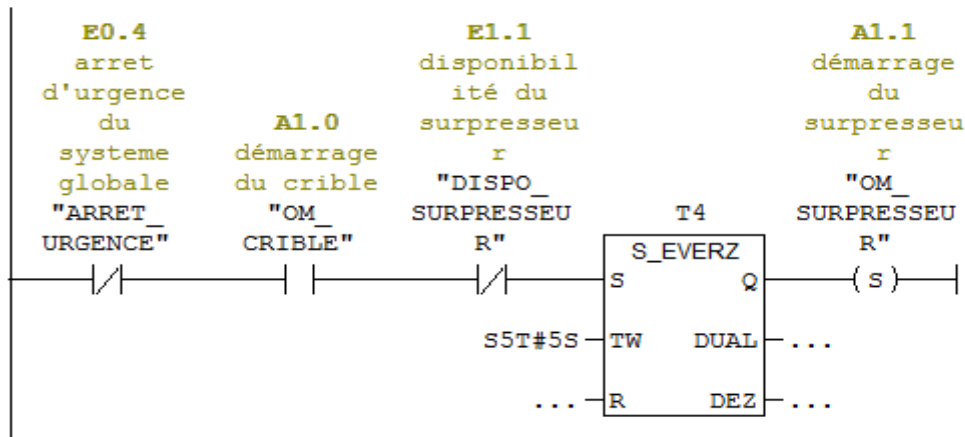 E0.4
arret
d'urgence
du
systeme
globale
"ARRET_
URGENCE"
A1.0
démarrage
du crible
"OM_
CRIBLE"
E1.1
disponibil
ité du
surpresseu
r
"DISPO_
SURPRESSEU
R"
T4
S_EVERZ
S Q
S5T#5S TW DUAL ...
... R DEZ ...
A1.1
démarrage
du
surpresseu
r
"OM_
SURPRESSEU
R"
S